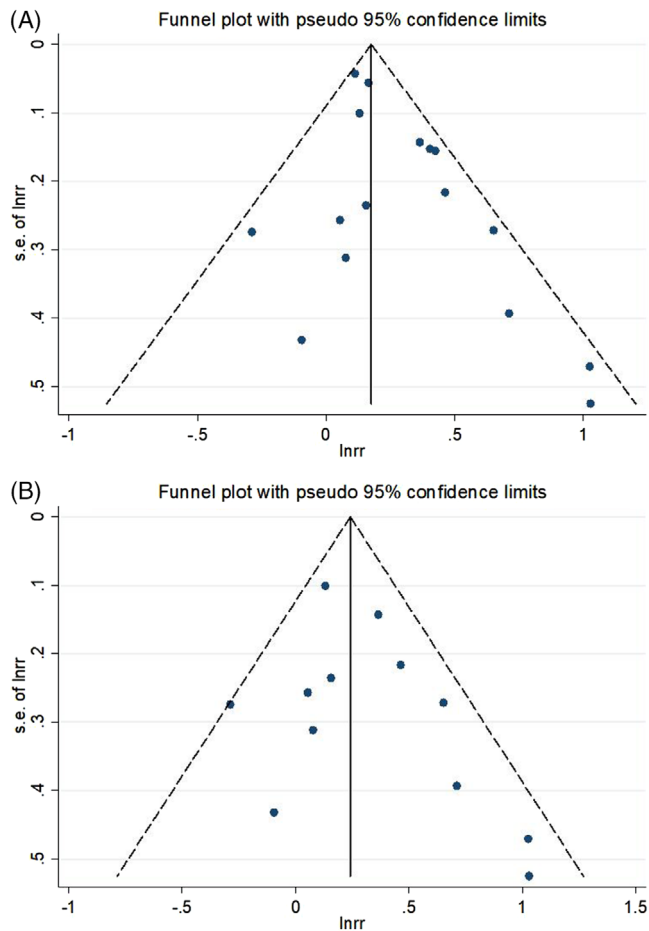 (A)
Funnel plot with pseudo 95% confidence limits
s.e. of lnrr
0
.1
.2
.3
.4
.5
-1 -.5 0 .5 1
lnrr
(B)
Funnel plot with pseudo 95% confidence limits
s.e. of lnrr
0
.1
.2
.3
.4
.5
-1 -.5 0 .5 1 1.5
lnrr